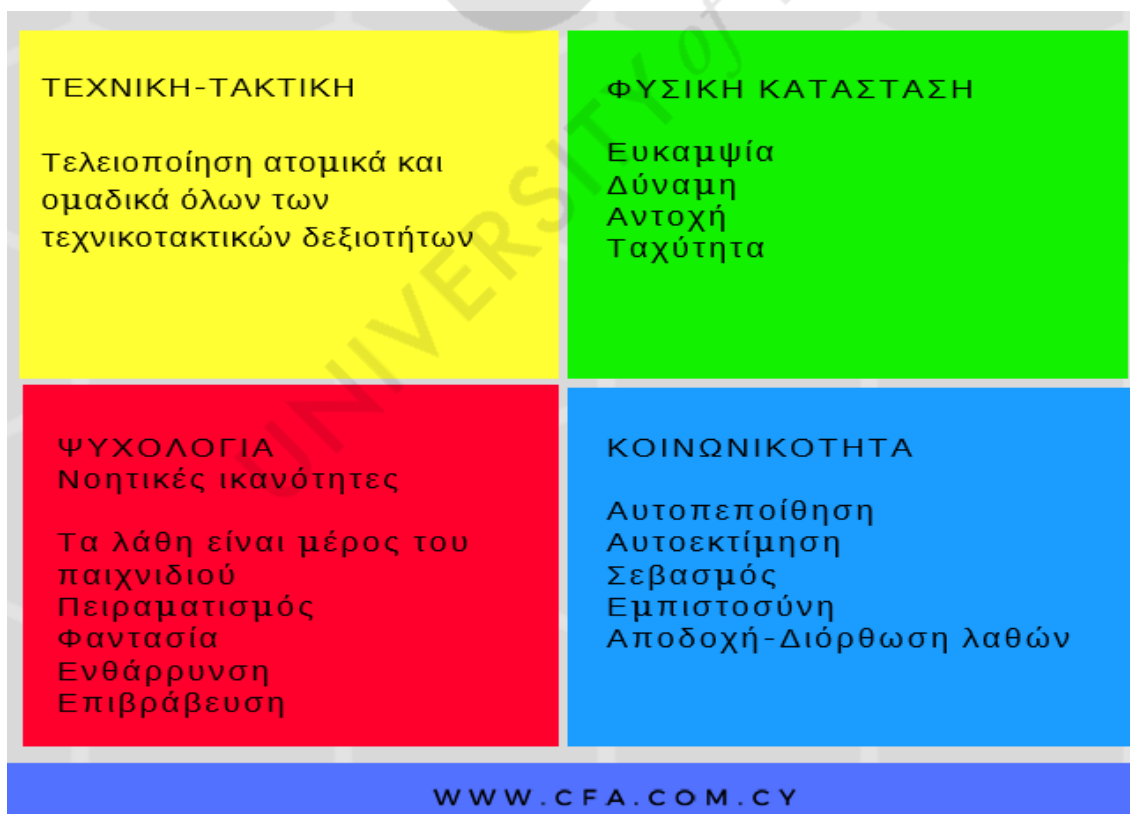 ΤΕΧΝΙΚΗ-ΤΑΚΤΙΚΗ
Τελειοποίηση ατομικά και
ομαδικά όλων των
τεχνικοτακτικών δεξιοτήτων
ΦΥΣΙΚΗ ΚΑΤΑΣΤΑΣΗ
Ευκαμψία
Δύναμη
Αντοχή
Ταχύτητα
ΨΥΧΟΛΟΓΙΑ
Νοητικές ικανότητες
Τα λάθη είναι μέρος του
παιχνιδιού
Πειραματισμός
Φαντασία
Ενθάρρυνση
Επιβράβευση
ΚΟΙΝΩΝΙΚΟΤΗΤΑ
Αυτοπεποίθηση
Αυτοεκτίμηση
Σεβασμός
Εμπιστοσύνη
Αποδοχή-Διόρθωση λαθών
WWW.CFA.COM.CY
UNIVERSITY of